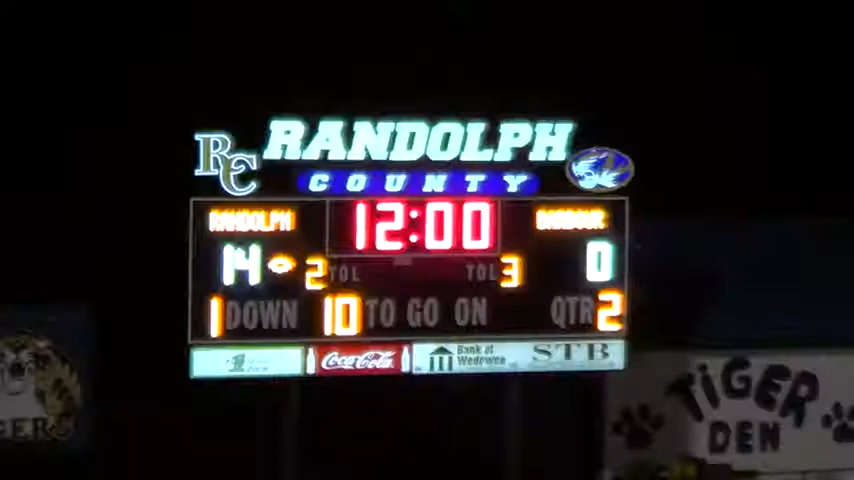 RANDOLPH
RC
COUNTY
RANDOLPH 12:00 BARBOUR
14 2 TOL TOL 3 0
1 DOWN 10 TO GO ON QTR 2
#1 Coca-Cola Bank of Wedowee STB
TIGER
DEN